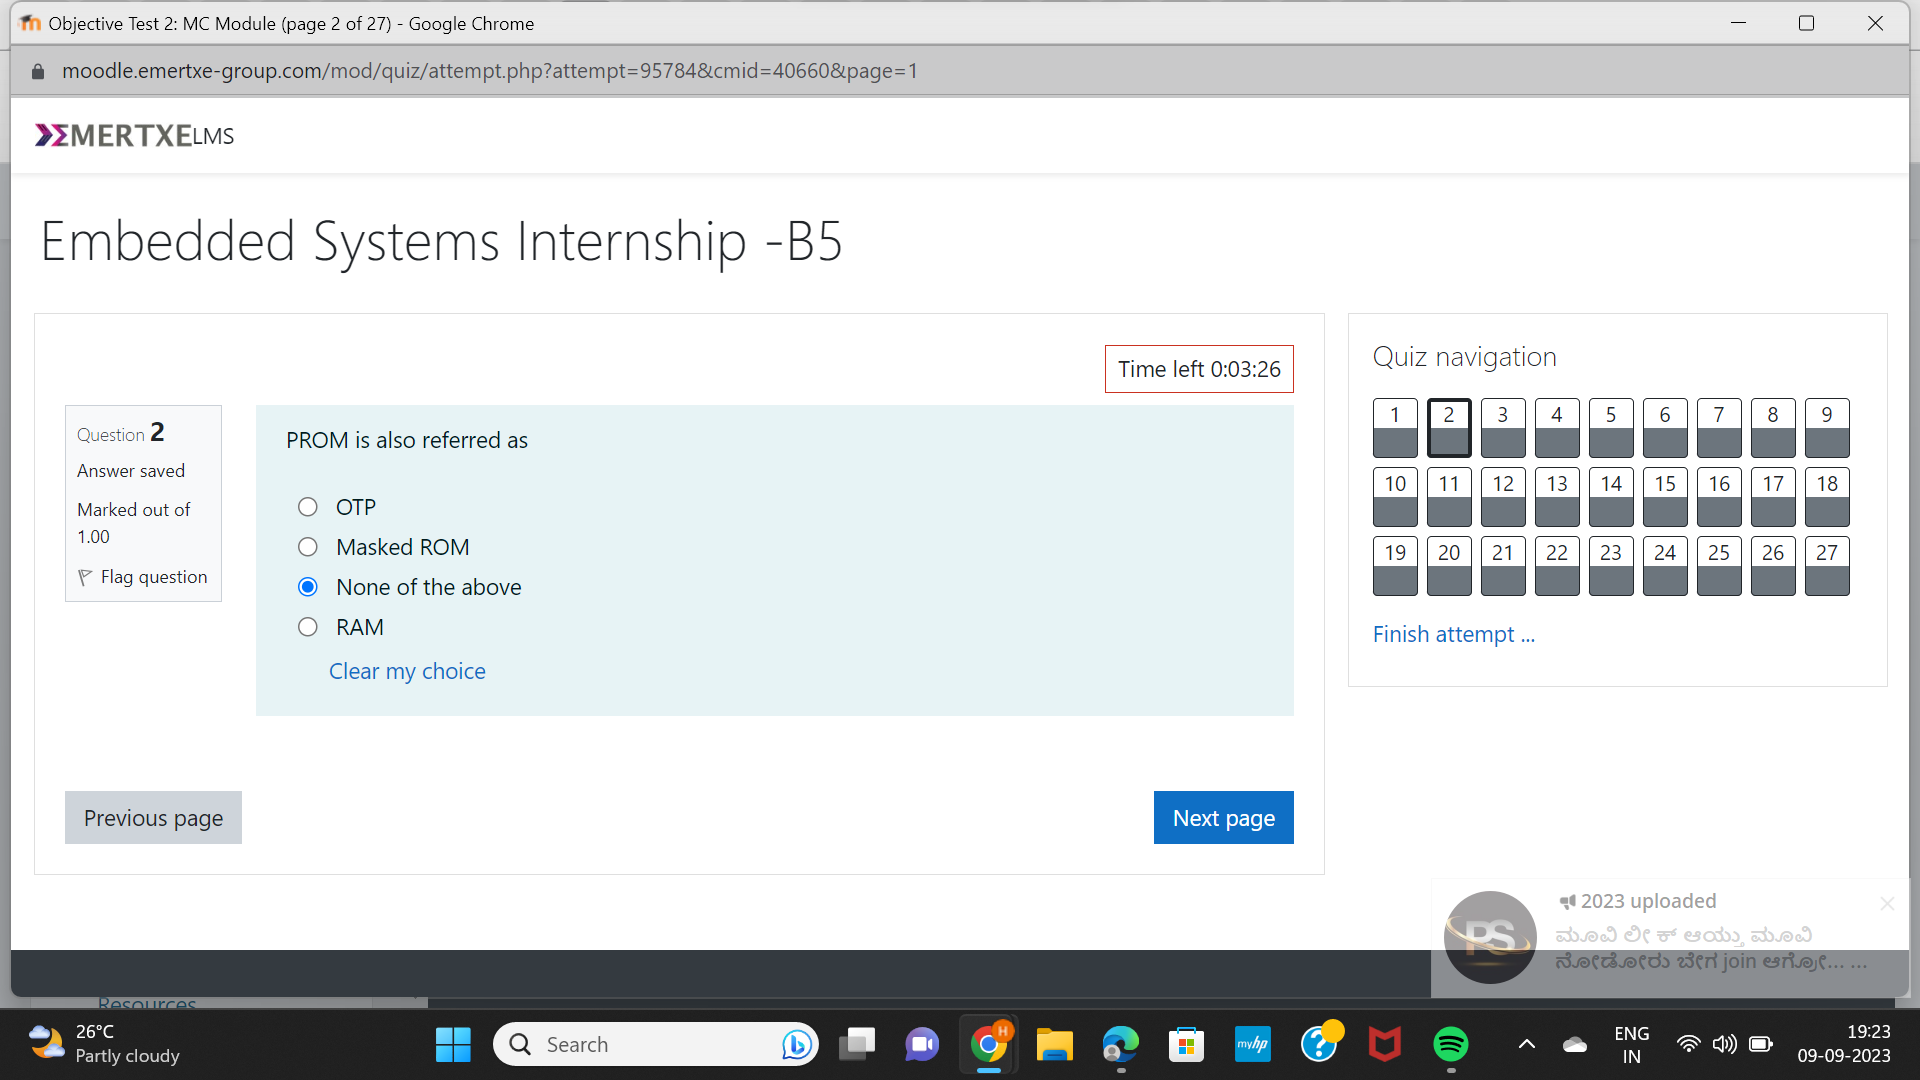 Objective Test 2: MC Module (page 2 of 27) - Google Chrome
moodle.emertxe-group.com/mod/quiz/attempt.php?attempt=95784&cmid=40660&page=1
EMERTXE LMS
Embedded Systems Internship -B5
Time left 0:03:26
Question 2
Answer saved
Marked out of
1.00
Flag question
PROM is also referred as
OTP
Masked ROM
None of the above
RAM
Clear my choice
Previous page
Next page
Quiz navigation
1 2 3 4 5 6 7 8 9
10 11 12 13 14 15 16 17 18
19 20 21 22 23 24 25 26 27
Finish attempt ...
PS
2023 uploaded
ಮೂವಿ ಲೀಕ್ ಆಯ್ತು ಮೂವಿ
ನೋಡೋರು ಬೇಗ join ಆಗ್ರೋ... ...
Resources
26°C
Partly cloudy
Search
H
myhp
ENG
IN
19:23
09-09-2023